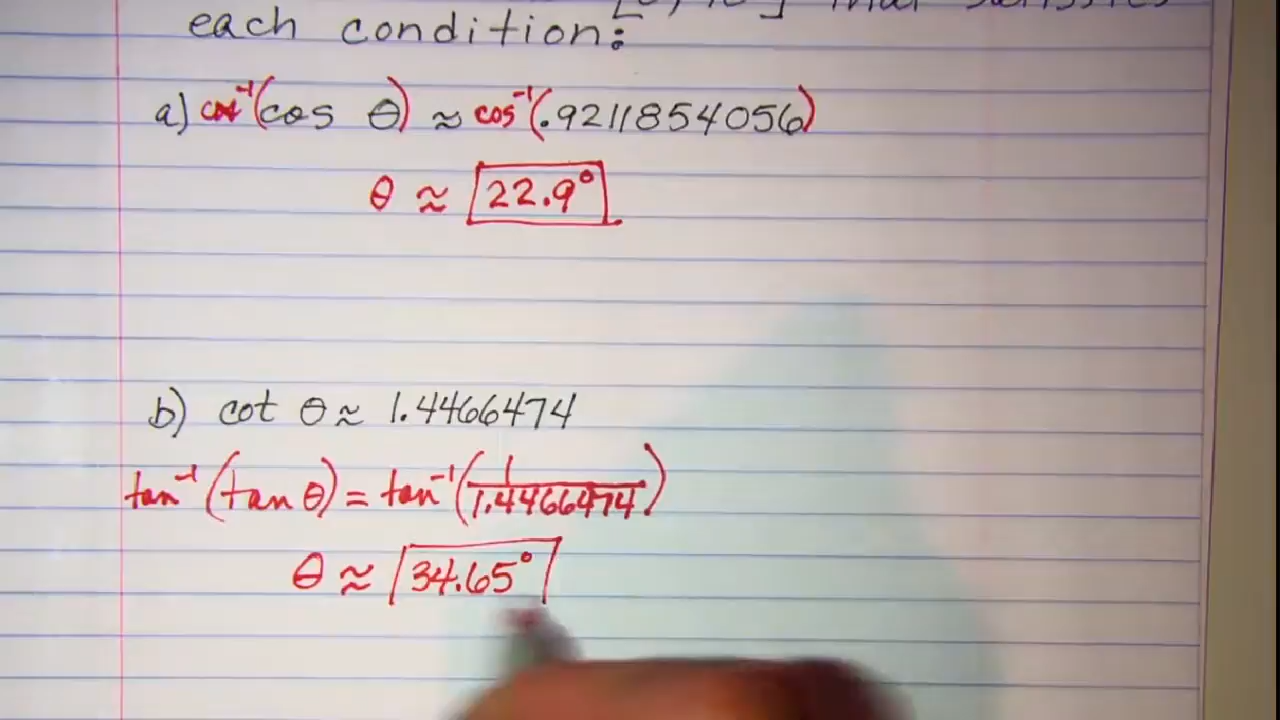 each condition:
a) cos⁻¹(cos θ) ≈ cos⁻¹(.9211854056)
θ ≈ 22.9°
b) cot θ ≈ 1.4466474
tan⁻¹(tan θ) = tan⁻¹(1/1.4466474)
θ ≈ 34.65°